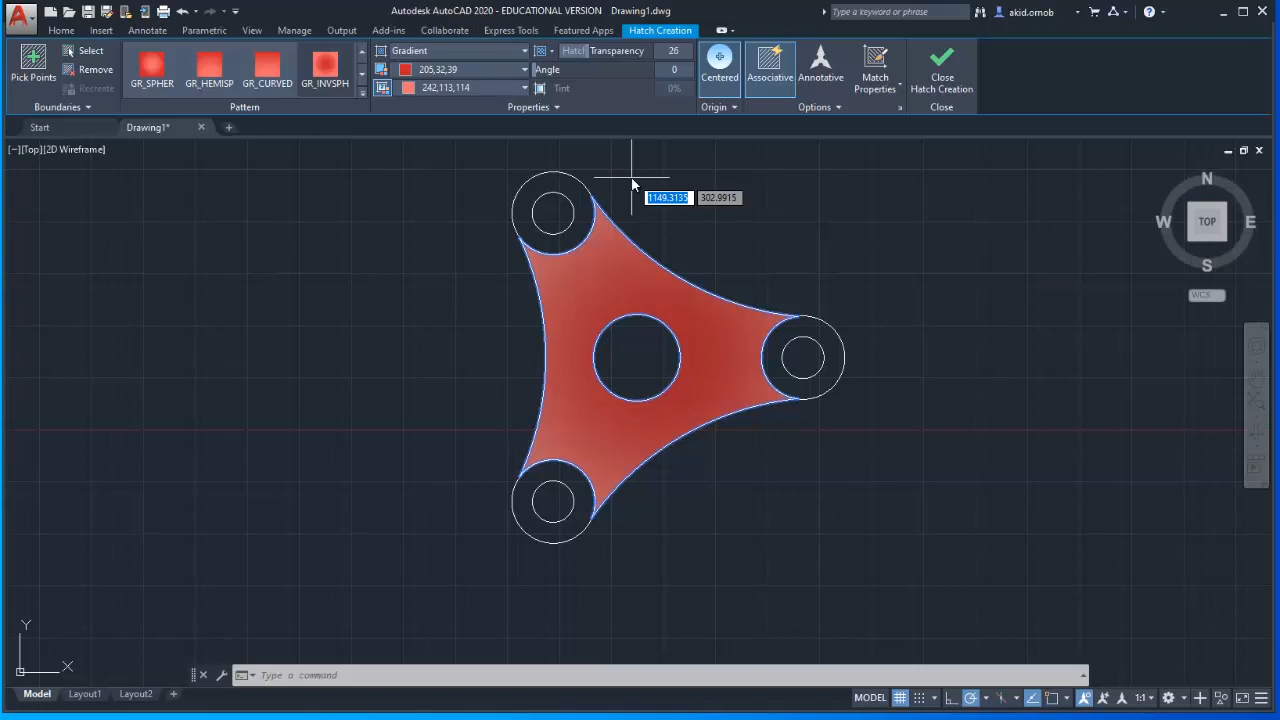 Autodesk AutoCAD 2020 - EDUCATIONAL VERSION Drawing1.dwg
Type a keyword or phrase
akid.omob
Home Insert Annotate Parametric View Manage Output Add-ins Collaborate Express Tools Featured Apps Hatch Creation
Pick Points
Select
Remove
Recreate
Boundaries
GR_SPHER GR_HEMISP GR_CURVED GR_INVSPH
Pattern
Gradient
205,32,39
242,113,114
Hatch Transparency 26
Angle 0
Tint 0%
Properties
Centered
Origin
Associative
Annotative
Match
Properties
Options
Close
Hatch Creation
Close
Start
Drawing1*
[−][Top][2D Wireframe]
1149.3135 302.9915
N
W TOP E
S
WCS
Y
X
Type a command
Model Layout1 Layout2
MODEL
1:1